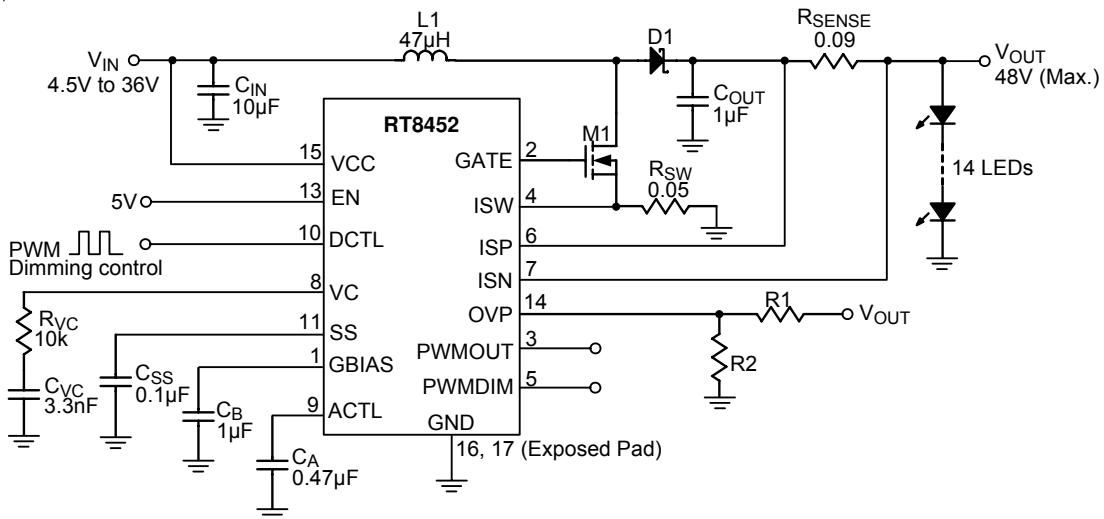 L1
47µH
D1
RSENSE
0.09
VIN
4.5V to 36V
CIN
10µF
COUT
1µF
VOUT
48V (Max.)
RT8452
M1
14 LEDs
15
VCC
GATE
2
RSW
0.05
5V
13
EN
ISW
4
PWM
Dimming control
10
DCTL
ISP
6
8
VC
ISN
7
RVC
10k
11
SS
OVP
14
R1
VOUT
R2
1
GBIAS
PWMOUT
3
CVC
3.3nF
CSS
0.1µF
CB
1µF
9
ACTL
PWMDIM
5
GND
16, 17 (Exposed Pad)
CA
0.47µF